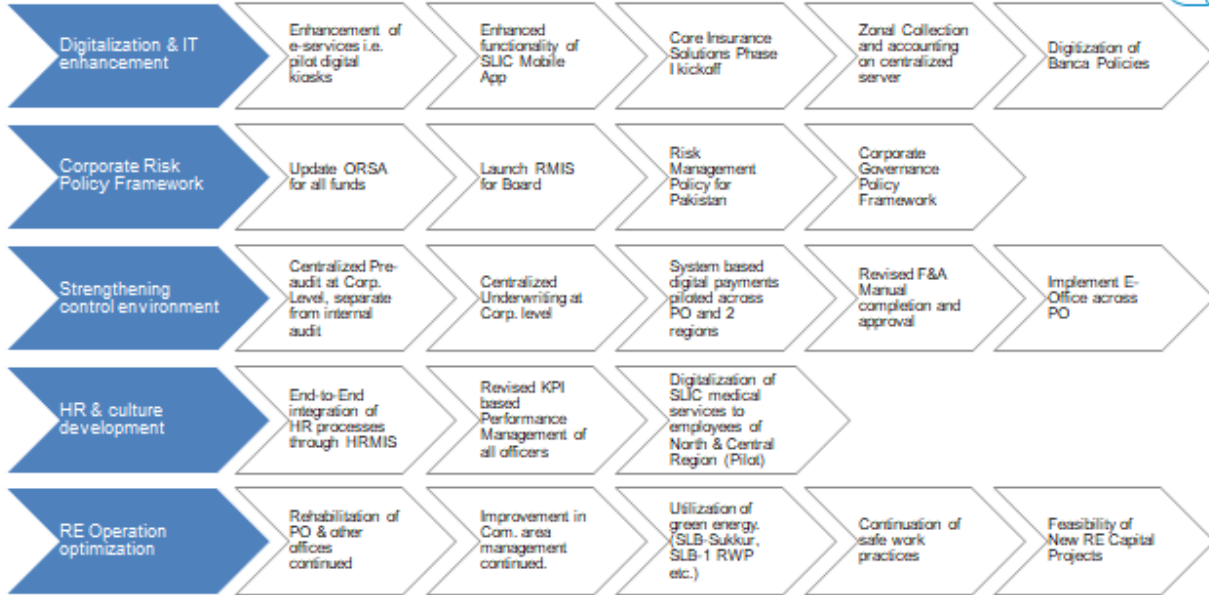 Digitalization & IT
enhancement
Enhancement of
e-services i.e.
pilot digital
kiosks
Enhanced
functionality of
SLIC Mobile
App
Core Insurance
Solutions Phase
I kickoff
Zonal Collection
and accounting
on centralized
server
Digitization of
Banca Policies
Corporate Risk
Policy Framework
Update ORSA
for all funds
Launch RMIS
for Board
Risk
Management
Policy for
Pakistan
Corporate
Governance
Policy
Framework
Strengthening
control environment
Centralized Pre-
audit at Corp.
Level, separate
from internal
audit
Centralized
Underwriting at
Corp. level
System based
digital payments
piloted across
PO and 2
regions
Revised F&A
Manual
completion and
approval
Implement E-
Office across
PO
HR & culture
development
End-to-End
integration of
HR processes
through HRMIS
Revised KPI
based
Performance
Management of
all officers
Digitalization of
SLIC medical
services to
employees of
North & Central
Region (Pilot)
RE Operation
optimization
Rehabilitation of
PO & other
offices
continued
Improvement in
Com. area
management
continued.
Utilization of
green energy.
(SLB-Sukkur,
SLB-1 RWP
etc.)
Continuation of
safe work
practices
Feasibility of
New RE Capital
Projects